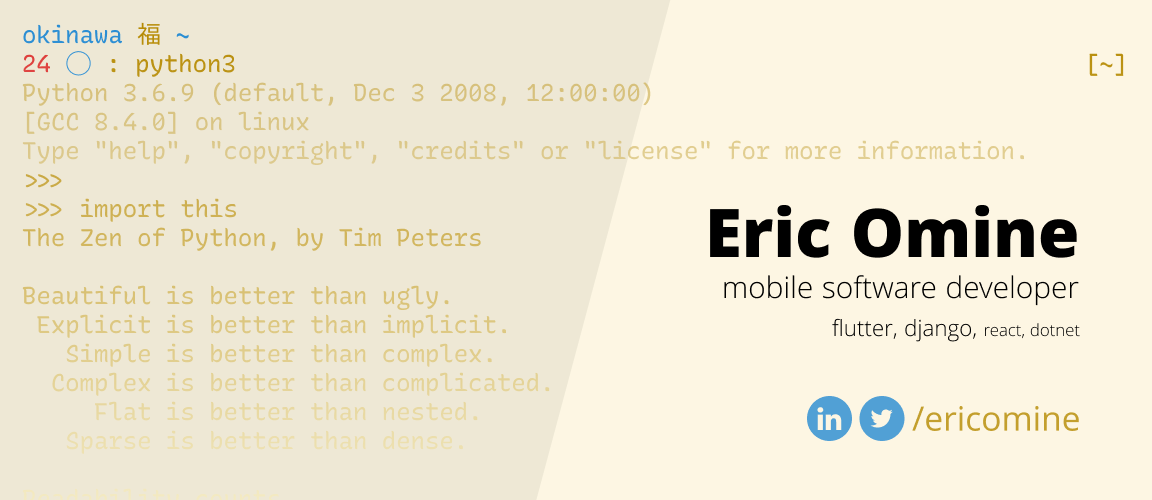 okinawa 福 ~
24 ◯ : python3 [~]
Python 3.6.9 (default, Dec 3 2008, 12:00:00)
[GCC 8.4.0] on linux
Type "help", "copyright", "credits" or "license" for more information.
>>>
>>> import this
The Zen of Python, by Tim Peters
Beautiful is better than ugly.
Explicit is better than implicit.
Simple is better than complex.
Complex is better than complicated.
Flat is better than nested.
Sparse is better than dense.
Eric Omine
mobile software developer
flutter, django, react, dotnet
in /ericomine